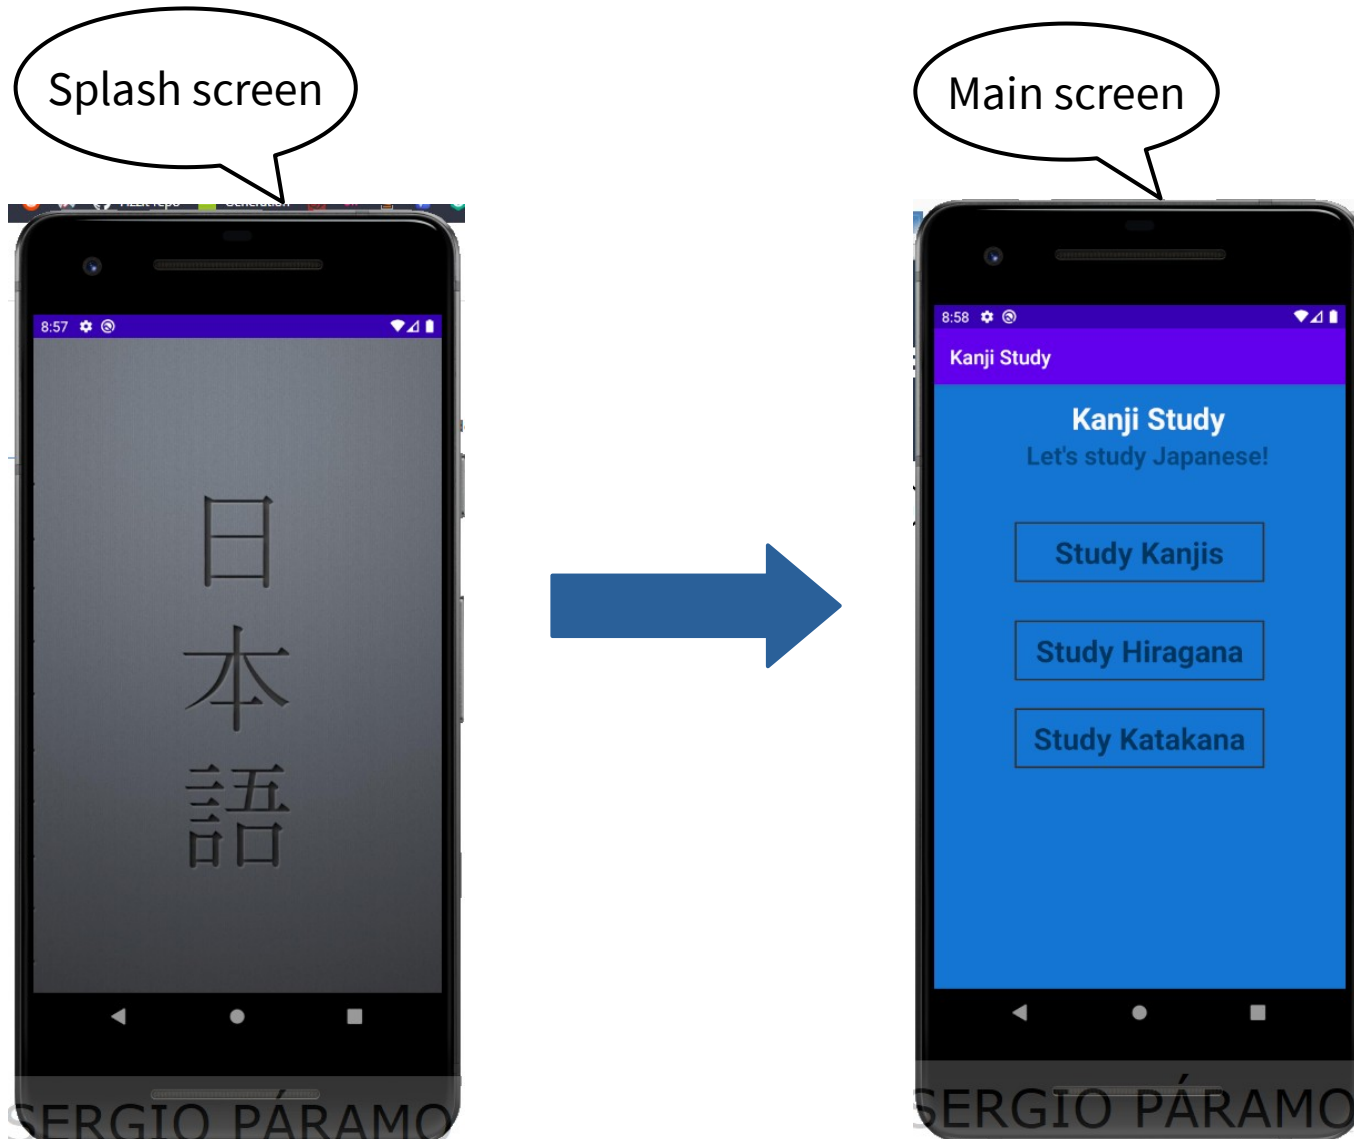 Splash screen
Main screen
8:57
日
本
語
SERGIO PÁRAMO
8:58
Kanji Study
Kanji Study
Let's study Japanese!
Study Kanjis
Study Hiragana
Study Katakana
SERGIO PÁRAMO